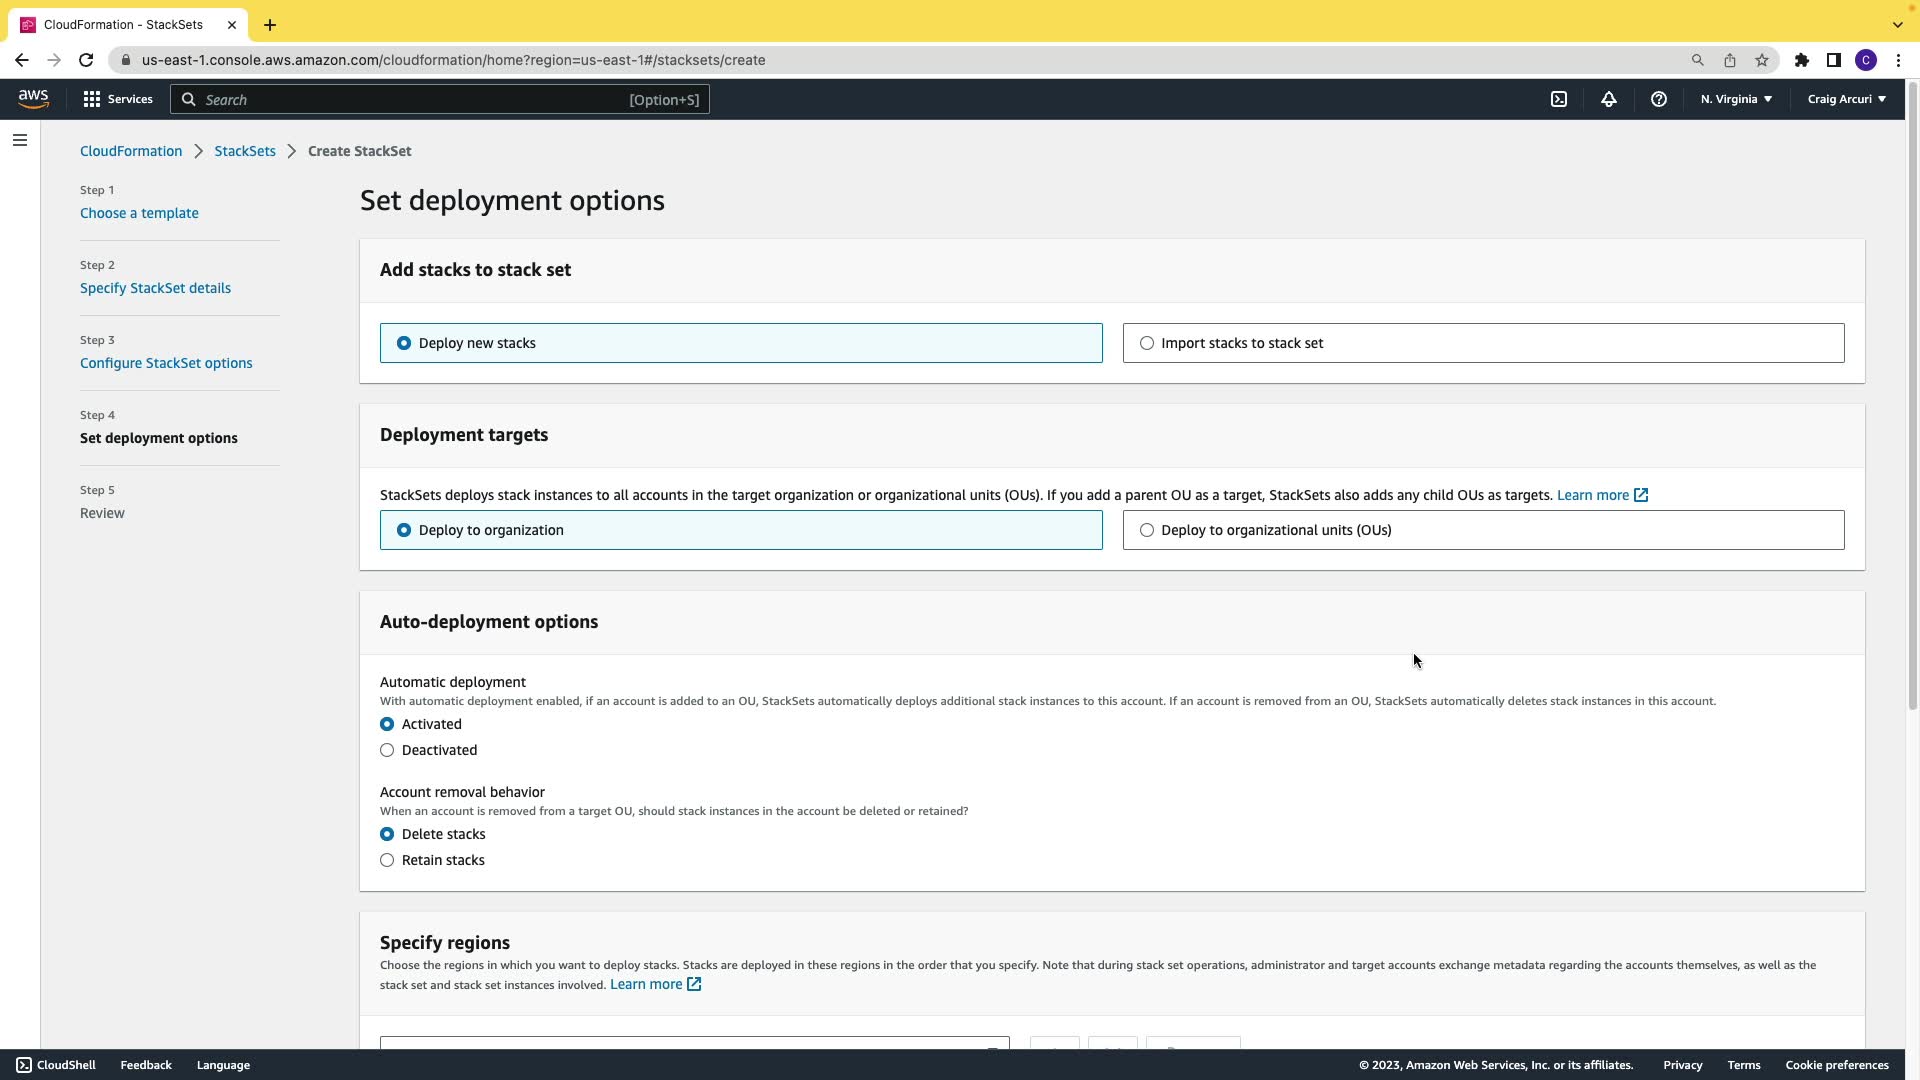 CloudFormation - StackSets
us-east-1.console.aws.amazon.com/cloudformation/home?region=us-east-1#/stacksets/create
C
aws
Services
Search
[Option+S]
N. Virginia
Craig Arcuri
CloudFormation
StackSets
Create StackSet
Step 1
Choose a template
Step 2
Specify StackSet details
Step 3
Configure StackSet options
Step 4
Set deployment options
Step 5
Review
Set deployment options
Add stacks to stack set
Deploy new stacks
Import stacks to stack set
Deployment targets
StackSets deploys stack instances to all accounts in the target organization or organizational units (OUs). If you add a parent OU as a target, StackSets also adds any child OUs as targets. Learn more
Deploy to organization
Deploy to organizational units (OUs)
Auto-deployment options
Automatic deployment
With automatic deployment enabled, if an account is added to an OU, StackSets automatically deploys additional stack instances to this account. If an account is removed from an OU, StackSets automatically deletes stack instances in this account.
Activated
Deactivated
Account removal behavior
When an account is removed from a target OU, should stack instances in the account be deleted or retained?
Delete stacks
Retain stacks
Specify regions
Choose the regions in which you want to deploy stacks. Stacks are deployed in these regions in the order that you specify. Note that during stack set operations, administrator and target accounts exchange metadata regarding the accounts themselves, as well as the
stack set and stack set instances involved. Learn more
CloudShell
Feedback
Language
© 2023, Amazon Web Services, Inc. or its affiliates.
Privacy
Terms
Cookie preferences